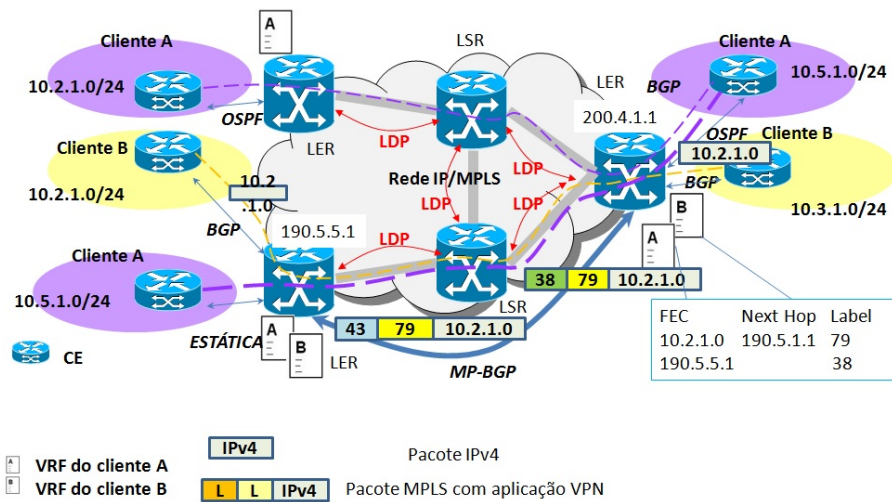 A
Cliente A
10.2.1.0/24
OSPF
LER
LDP
LSR
LER
200.4.1.1
BGP
Cliente A
10.5.1.0/24
OSPF
Cliente B
10.2.1.0
BGP
10.3.1.0/24
Cliente B
10.2.1.0/24
10.2
.1.0
BGP
190.5.5.1
Rede IP/MPLS
LDP
LDP
LDP
LDP
LDP
Cliente A
10.5.1.0/24
ESTÁTICA
A
B
LER
LSR
38 79 10.2.1.0
43 79 10.2.1.0
MP-BGP
B
A
FEC Next Hop Label
10.2.1.0 190.5.1.1 79
190.5.5.1 38
CE
A VRF do cliente A
B VRF do cliente B
IPv4 Pacote IPv4
L L IPv4 Pacote MPLS com aplicação VPN